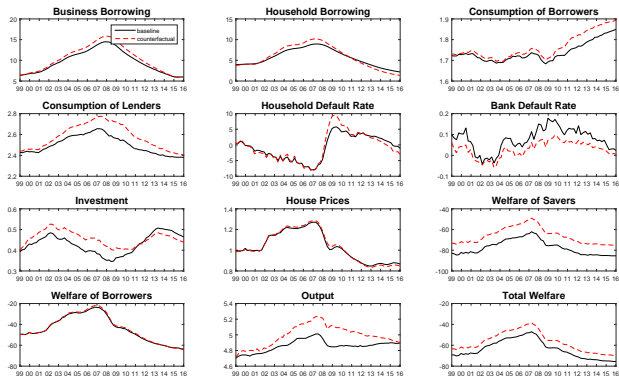 Business Borrowing
15
10
5
baseline
counterfactual
99 00 01 02 03 04 05 06 07 08 09 10 11 12 13 14 15 16
Household Borrowing
15
10
5
0
99 00 01 02 03 04 05 06 07 08 09 10 11 12 13 14 15 16
Consumption of Borrowers
1.9
1.8
1.7
1.6
99 00 01 02 03 04 05 06 07 08 09 10 11 12 13 14 15 16
Consumption of Lenders
2.8
2.6
2.4
2.2
99 00 01 02 03 04 05 06 07 08 09 10 11 12 13 14 15 16
Household Default Rate
10
5
0
-5
-10
99 00 01 02 03 04 05 06 07 08 09 10 11 12 13 14 15 16
Bank Default Rate
0.2
0.1
0
-0.1
99 00 01 02 03 04 05 06 07 08 09 10 11 12 13 14 15 16
Investment
0.6
0.5
0.4
0.3
99 00 01 02 03 04 05 06 07 08 09 10 11 12 13 14 15 16
House Prices
1.4
1.2
1
0.8
99 00 01 02 03 04 05 06 07 08 09 10 11 12 13 14 15 16
Welfare of Savers
-40
-60
-80
-100
99 00 01 02 03 04 05 06 07 08 09 10 11 12 13 14 15 16
Welfare of Borrowers
-20
-40
-60
-80
99 00 01 02 03 04 05 06 07 08 09 10 11 12 13 14 15 16
Output
5.4
5.2
5
4.8
4.6
99 00 01 02 03 04 05 06 07 08 09 10 11 12 13 14 15 16
Total Welfare
-20
-40
-60
-80
99 00 01 02 03 04 05 06 07 08 09 10 11 12 13 14 15 16